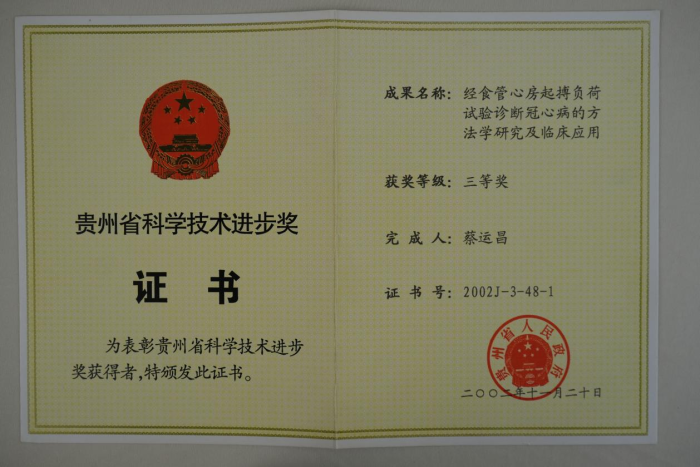 贵州省科学技术进步奖
证书
为表彰贵州省科学技术进步
奖获得者,特颁发此证书。
成果名称: 经食管心房起搏负荷
试验诊断冠心病的方
法学研究及临床应用
获奖等级: 三等奖
完成人: 蔡运昌
证书号: 2002J-3-48-1
贵州省人民政府
二〇〇二年十一月二十日